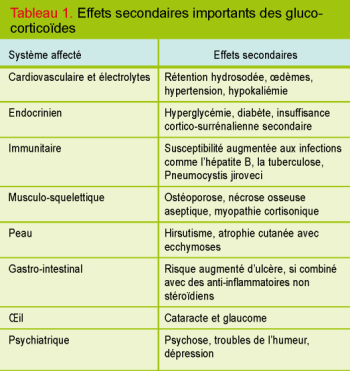 Tableau 1. Effets secondaires importants des gluco-
corticoïdes
Système affecté Effets secondaires
Cardiovasculaire et électrolytes Rétention hydrosodée, œdèmes,
hypertension, hypokaliémie
Endocrinien Hyperglycémie, diabète, insuffisance
cortico-surrénalienne secondaire
Immunitaire Susceptibilité augmentée aux infections
comme l'hépatite B, la tuberculose,
Pneumocystis jiroveci
Musculo-squelettique Ostéoporose, nécrose osseuse
aseptique, myopathie cortisonique
Peau Hirsutisme, atrophie cutanée avec
ecchymoses
Gastro-intestinal Risque augmenté d'ulcère, si combiné
avec des anti-inflammatoires non
stéroïdiens
Œil Cataracte et glaucome
Psychiatrique Psychose, troubles de l'humeur,
dépression